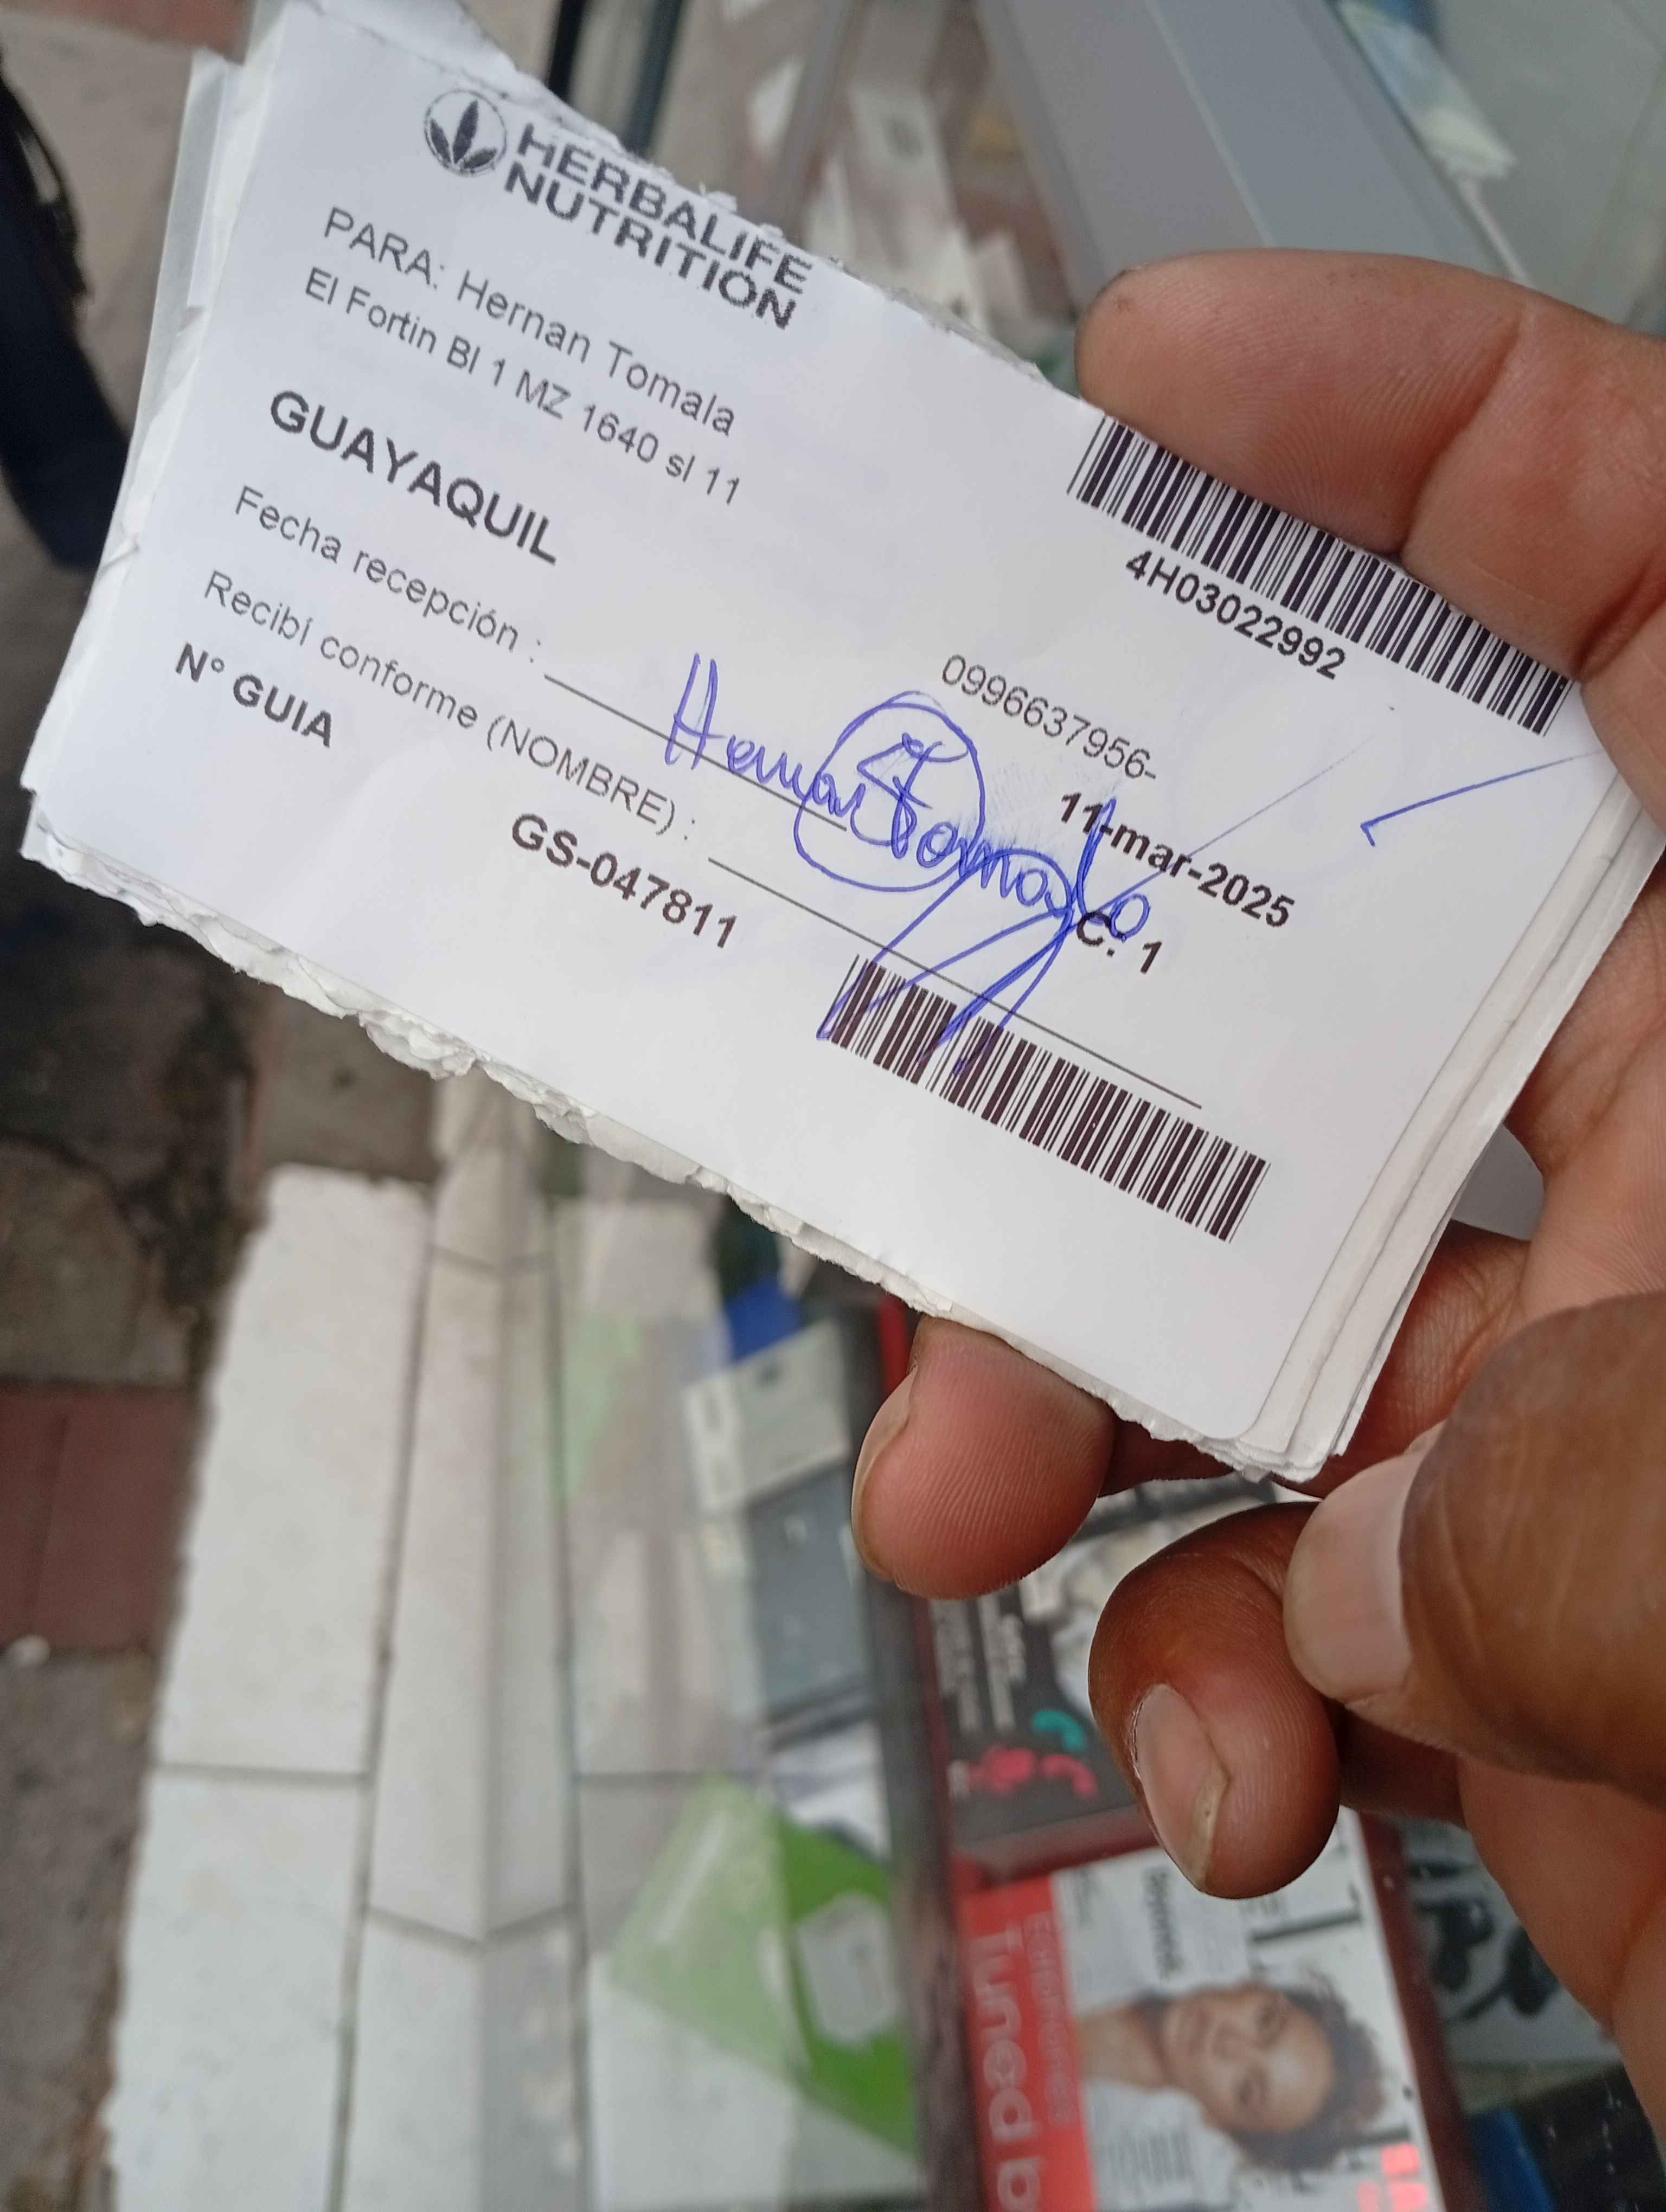 HERBALIFE
NUTRITION
PARA: Hernan Tomala
El Fortin Bl 1 MZ 1640 sl 11
GUAYAQUIL
4H03022992
0996637956-
Fecha recepción :
11-mar-2025
Recibí conforme (NOMBRE) :
Hernan Tomala
C: 1
N° GUIA
GS-047811
Tuned